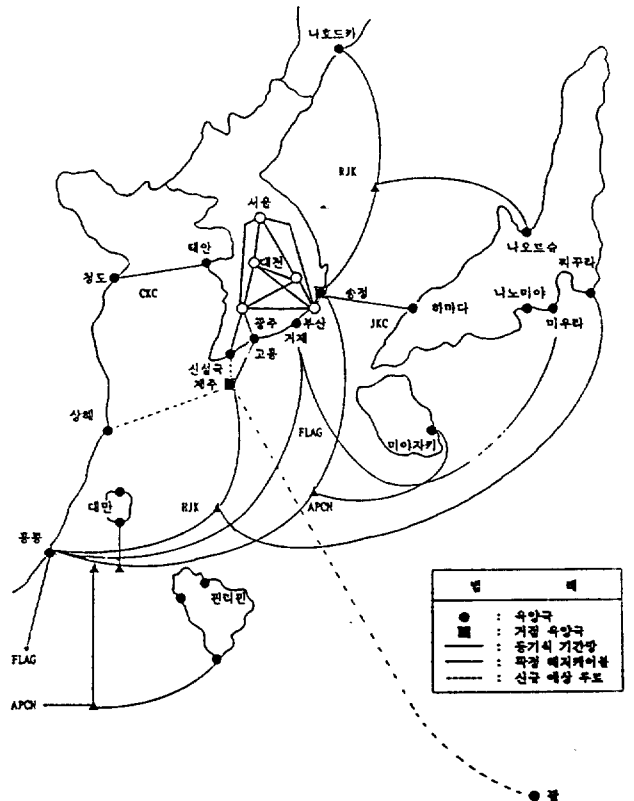 나호드카
RJK
서울
나오드슈
태안
대전
찌꾸라
청도
송정
나노미야
CKC
JKC
하마다
미우라
광주
부산
거제
고흥
신설국
제주
상해
FLAG
미야자키
대만
RJK
APCN
홍콩
핀리핀
범 례
● : 육양국
■ : 거점 육양국
: 동기식 기간망
FLAG
: 확정 해저케이블
: 신규 예상 루트
APCN
괌